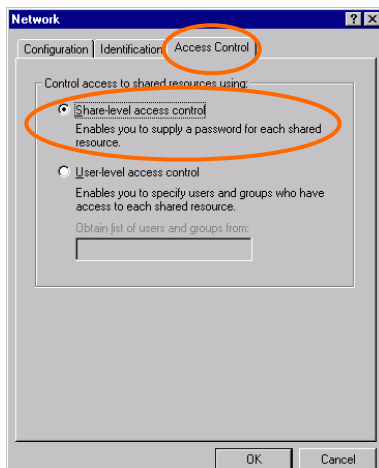 Network
Configuration Identification Access Control
Control access to shared resources using:
Share-level access control
Enables you to supply a password for each shared
resource.
User-level access control
Enables you to specify users and groups who have
access to each shared resource.
Obtain list of users and groups from:
OK Cancel